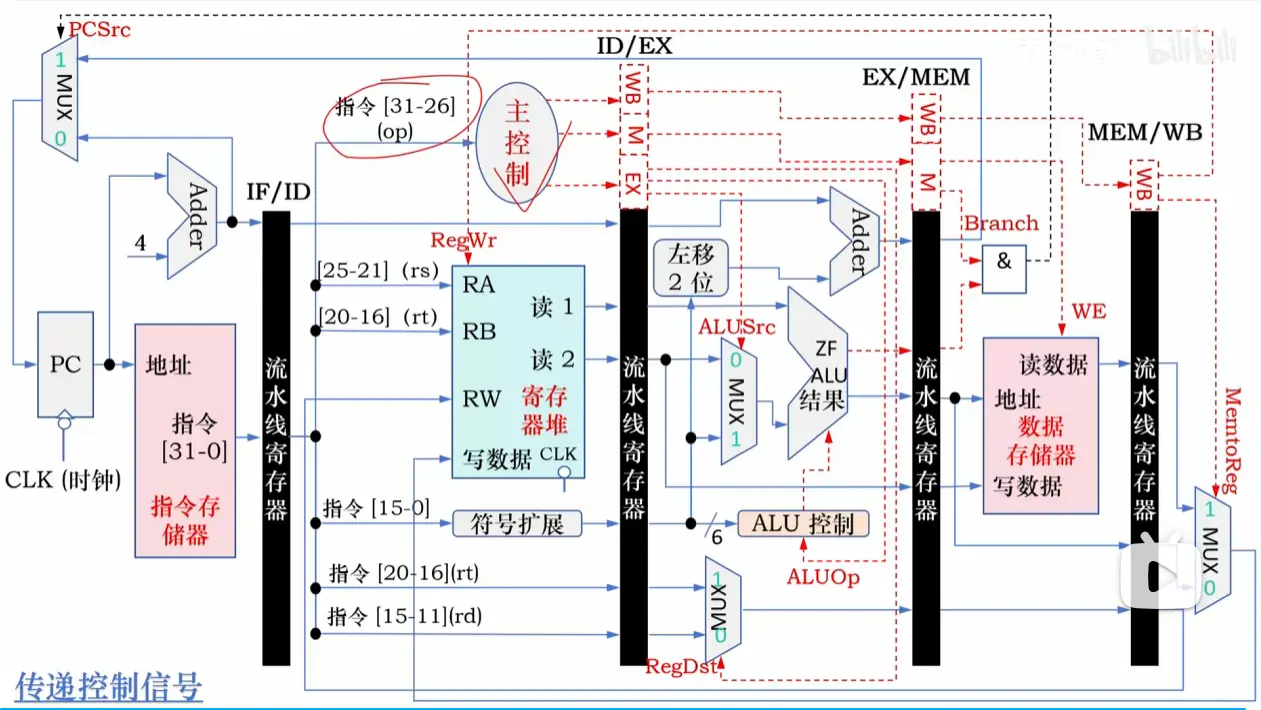 PCSrc
1
MUX
0
ID/EX
EX/MEM
MEM/WB
bilibili
指令 [31-26]
(op)
主
控
制
WB
M
EX
WB
M
WB
Adder
4
IF/ID
RegWr
[25-21]（rs）
[20-16]（rt）
RA
RB
RW
读 1
读 2
寄存
器堆
写数据
CLK
左移
2 位
Adder
Branch
&
WE
ALUSrc
0
MUX
1
ZF
ALU
结果
PC
CLK (时钟)
地址
指令
[31-0]
指令存
储器
流水线寄存器
流水线寄存器
流水线寄存器
流水线寄存器
读数据
地址
数据
存储器
写数据
MemtoReg
1
MUX
0
指令 [15-0]
符号扩展
6
ALU 控制
ALUOp
指令 [20-16](rt)
指令 [15-11](rd)
1
MUX
0
RegDst
传递控制信号